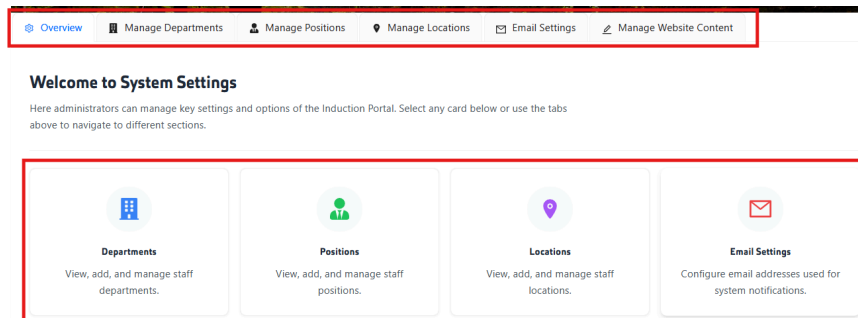 Overview Manage Departments Manage Positions Manage Locations Email Settings Manage Website Content
Welcome to System Settings
Here administrators can manage key settings and options of the Induction Portal. Select any card below or use the tabs
above to navigate to different sections.
Departments
View, add, and manage staff
departments.
Positions
View, add, and manage staff
positions.
Locations
View, add, and manage staff
locations.
Email Settings
Configure email addresses used for
system notifications.